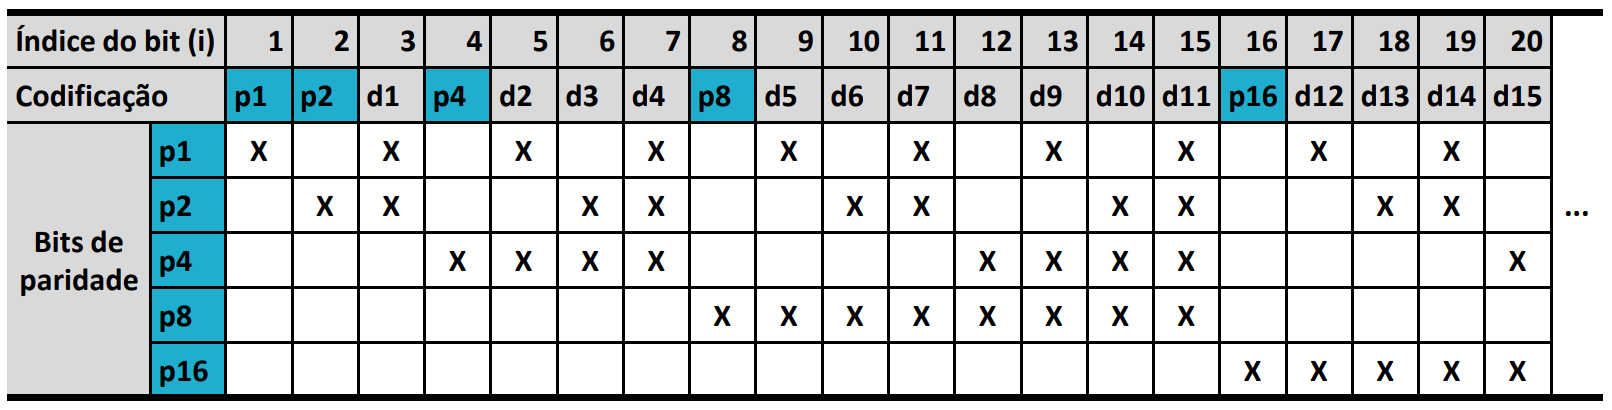 Índice do bit (i) 1 2 3 4 5 6 7 8 9 10 11 12 13 14 15 16 17 18 19 20
Codificação p1 p2 d1 p4 d2 d3 d4 p8 d5 d6 d7 d8 d9 d10 d11 p16 d12 d13 d14 d15
Bits de paridade
p1 X X X X X X X X X X
p2 X X X X X X X X X X
p4 X X X X X X X X X
p8 X X X X X X X X
p16 X X X X X
...